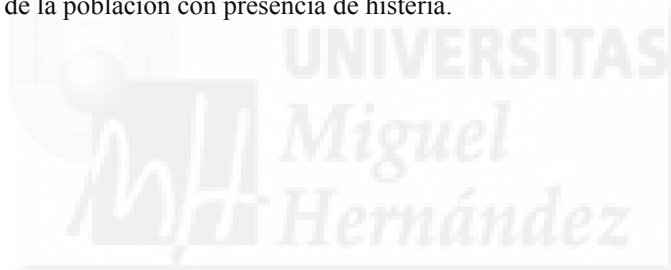 de la población con presencia de histeria.
UNIVERSITAS
Miguel
Hernández